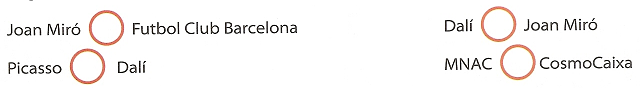 Joan Miró Futbol Club Barcelona
Picasso Dalí
Dalí Joan Miró
MNAC CosmoCaixa